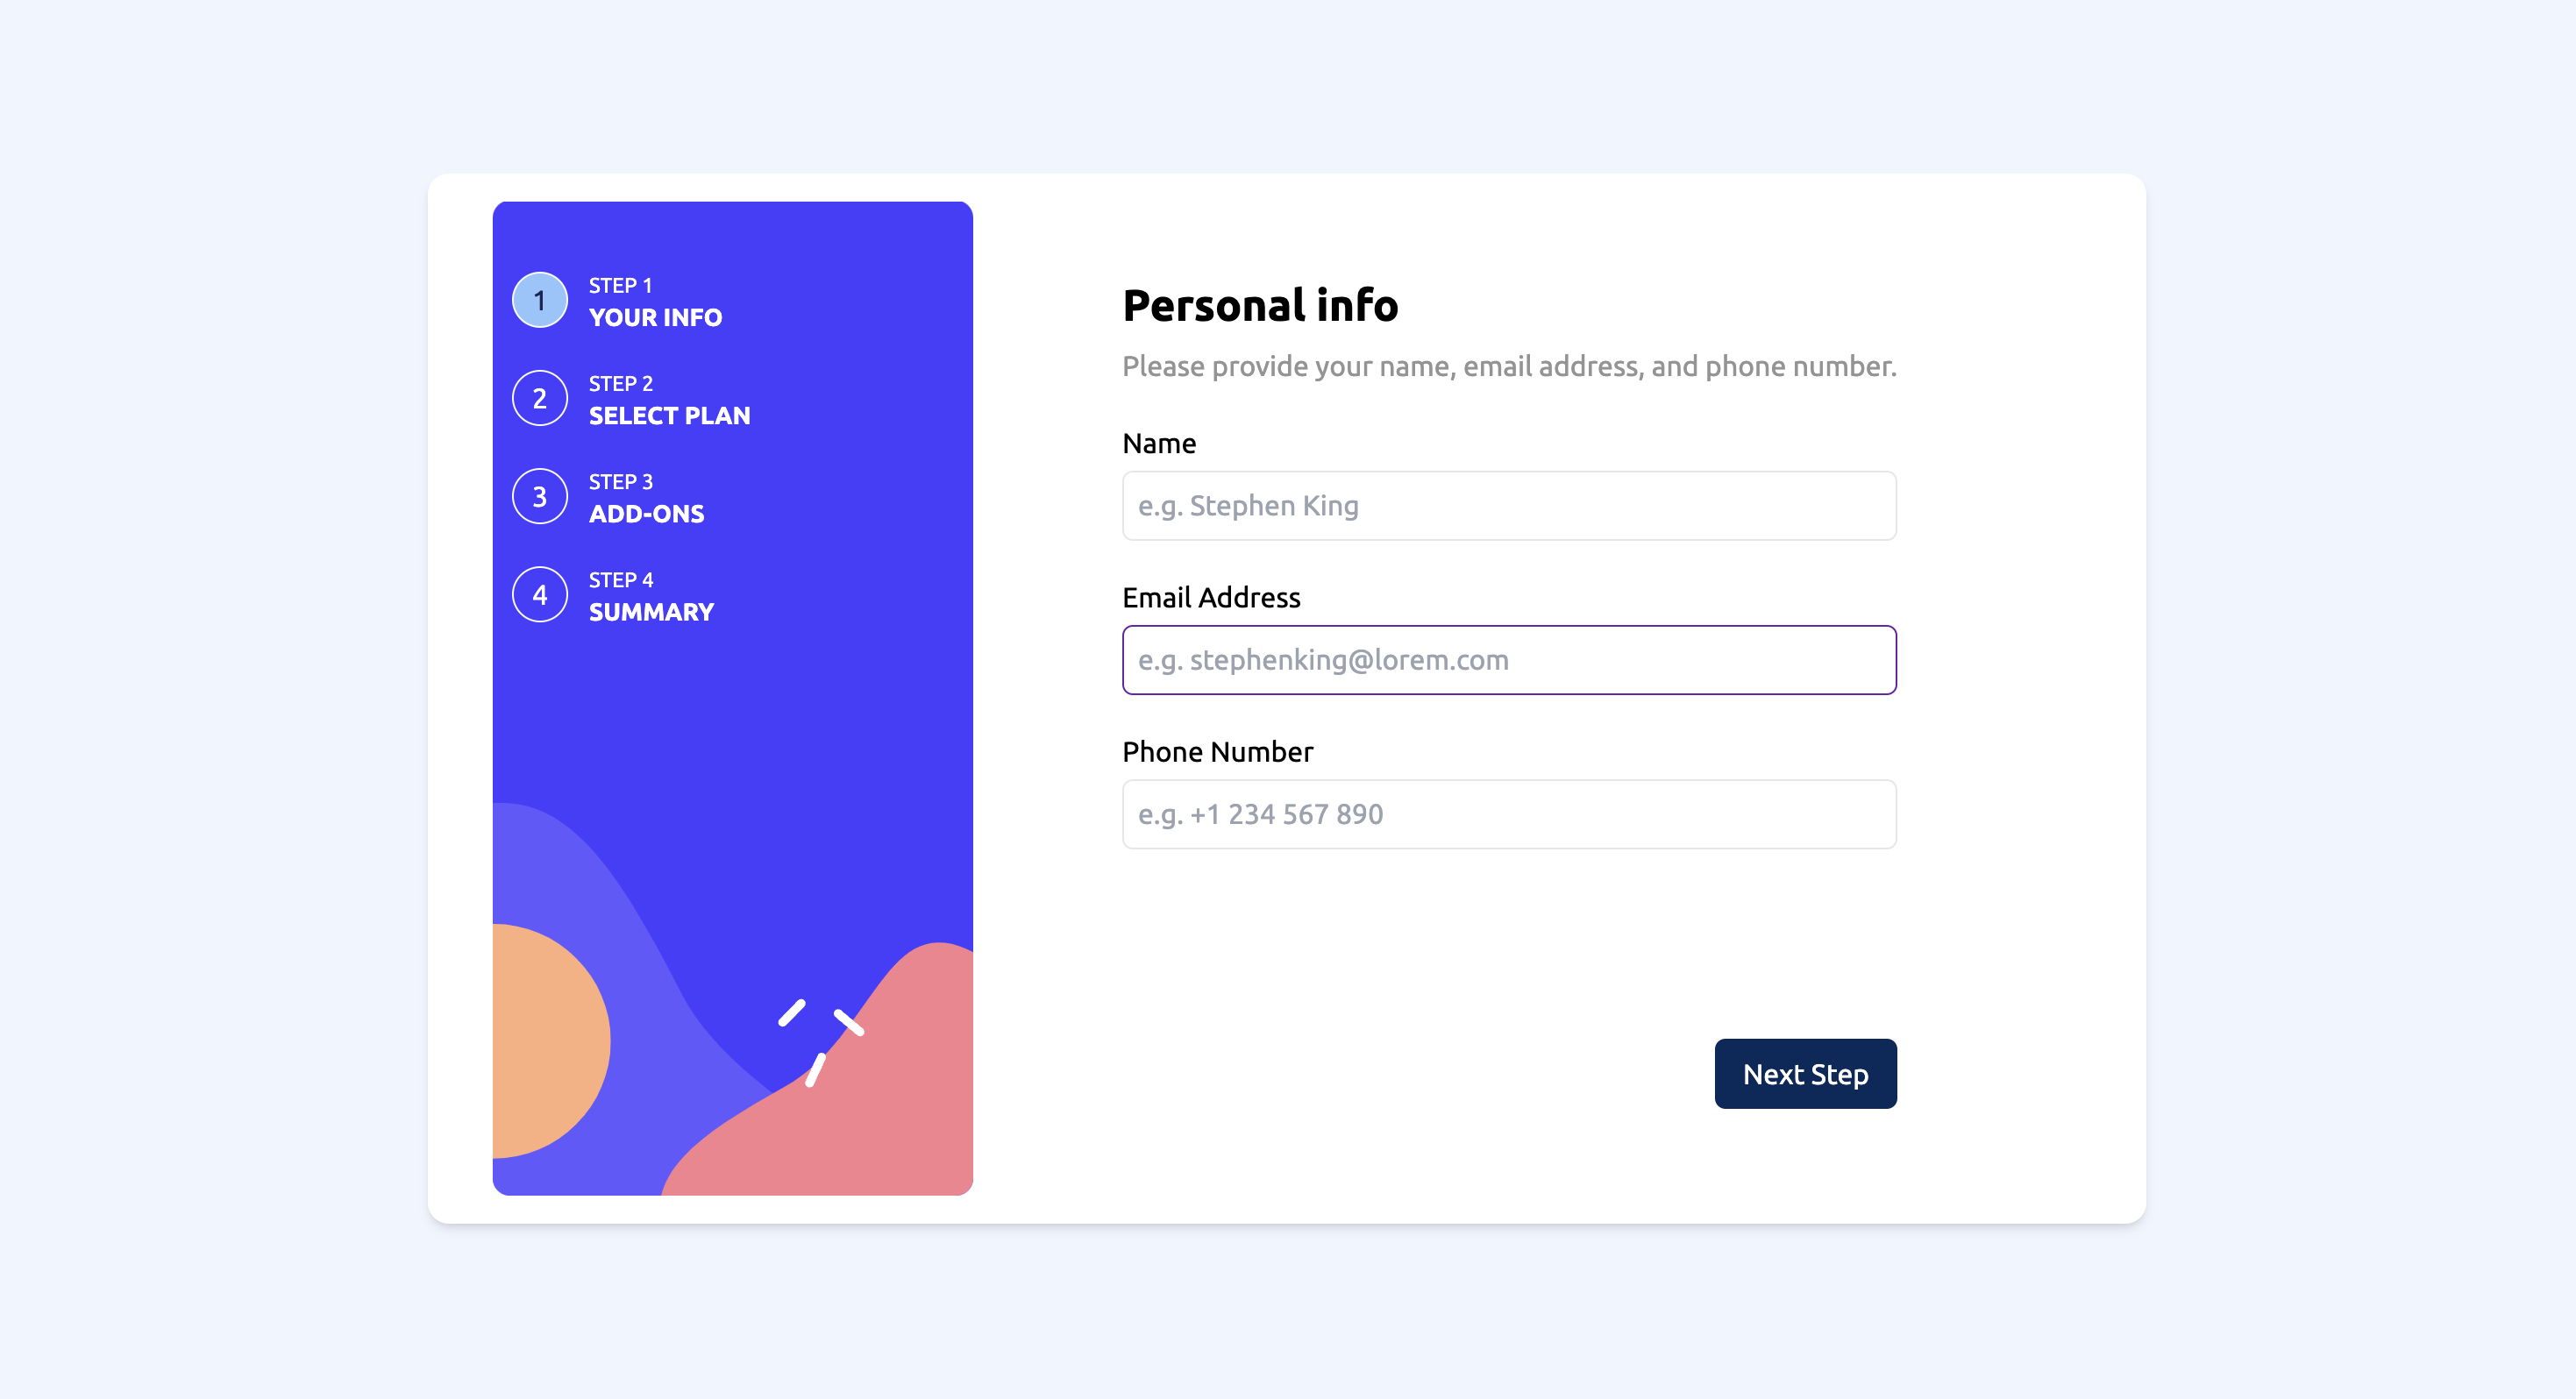 1
STEP 1
YOUR INFO
2
STEP 2
SELECT PLAN
3
STEP 3
ADD-ONS
4
STEP 4
SUMMARY
Personal info
Please provide your name, email address, and phone number.
Name
e.g. Stephen King
Email Address
e.g. stephenking@lorem.com
Phone Number
e.g. +1 234 567 890
Next Step